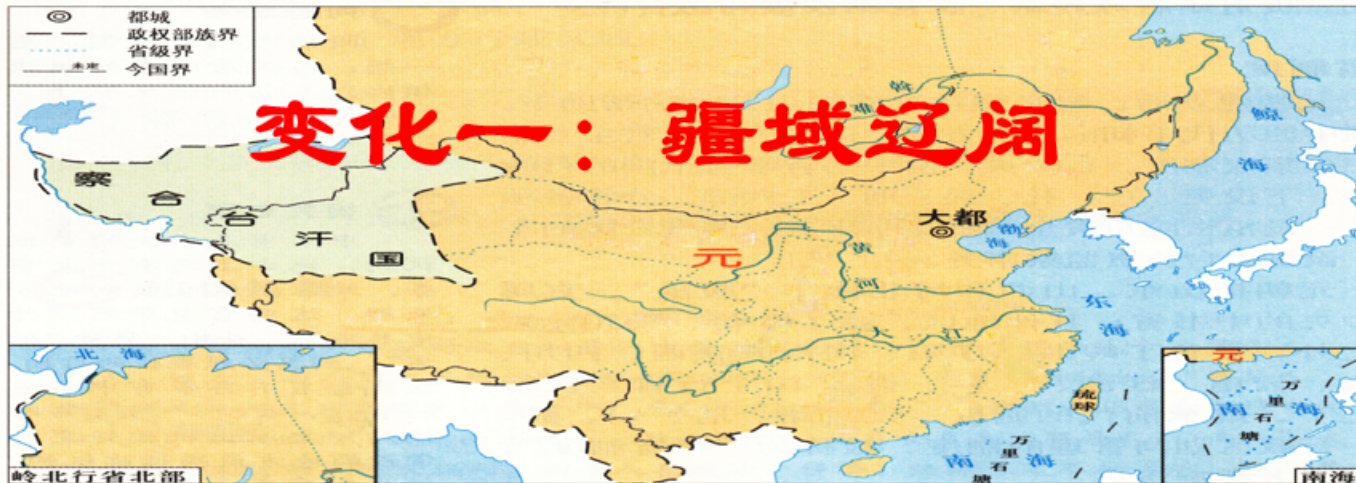 都城
政权部族界
省級界
未定
今国界
变化一：疆域辽阔
鲸海
察合台汗国
大都
渤海
元
黄河
大江
东海
北海
元
琉球
万里石塘
南海
万里石塘
南海
岭北行省北部
南海